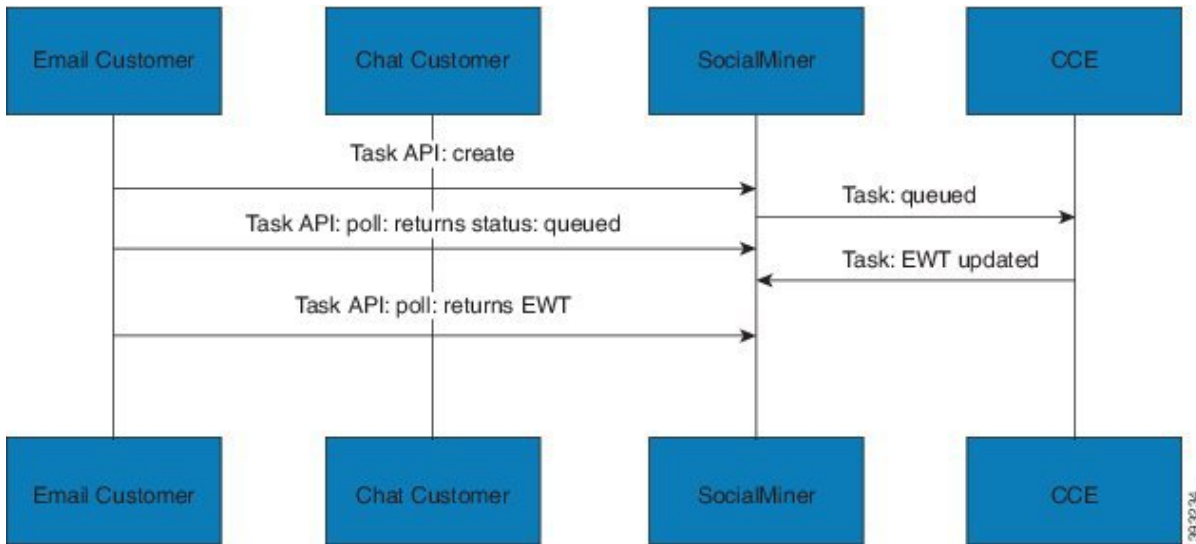 Email Customer
Chat Customer
SocialMiner
CCE
Task API: create
Task: queued
Task API: poll: returns status: queued
Task: EWT updated
Task API: poll: returns EWT
Email Customer
Chat Customer
SocialMiner
CCE